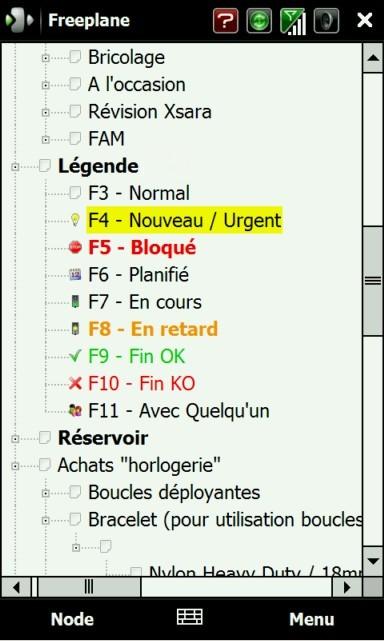 Freeplane
Bricolage
A l'occasion
Révision Xsara
FAM
Légende
F3 - Normal
F4 - Nouveau / Urgent
F5 - Bloqué
F6 - Planifié
F7 - En cours
F8 - En retard
F9 - Fin OK
F10 - Fin KO
F11 - Avec Quelqu'un
Réservoir
Achats "horlogerie"
Boucles déployantes
Bracelet (pour utilisation boucles
Nylon Heavy Duty / 18m
Node Menu